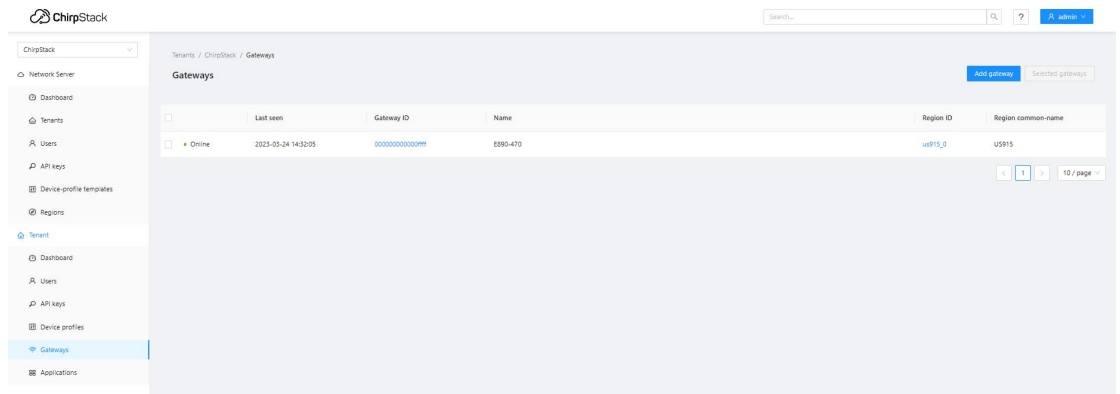 ChirpStack
Search...
?
admin
ChirpStack
Network Server
Dashboard
Tenants
Users
API keys
Device-profile templates
Regions
Tenant
Dashboard
Users
API keys
Device profiles
Gateways
Applications
Tenants / ChirpStack / Gateways
Gateways
Add gateway Selected gateways
Last seen Gateway ID Name Region ID Region common-name
Online 2023-03-24 14:32:05 000000000000ffff E890-470 us915_0 US915
< 1 > 10 / page